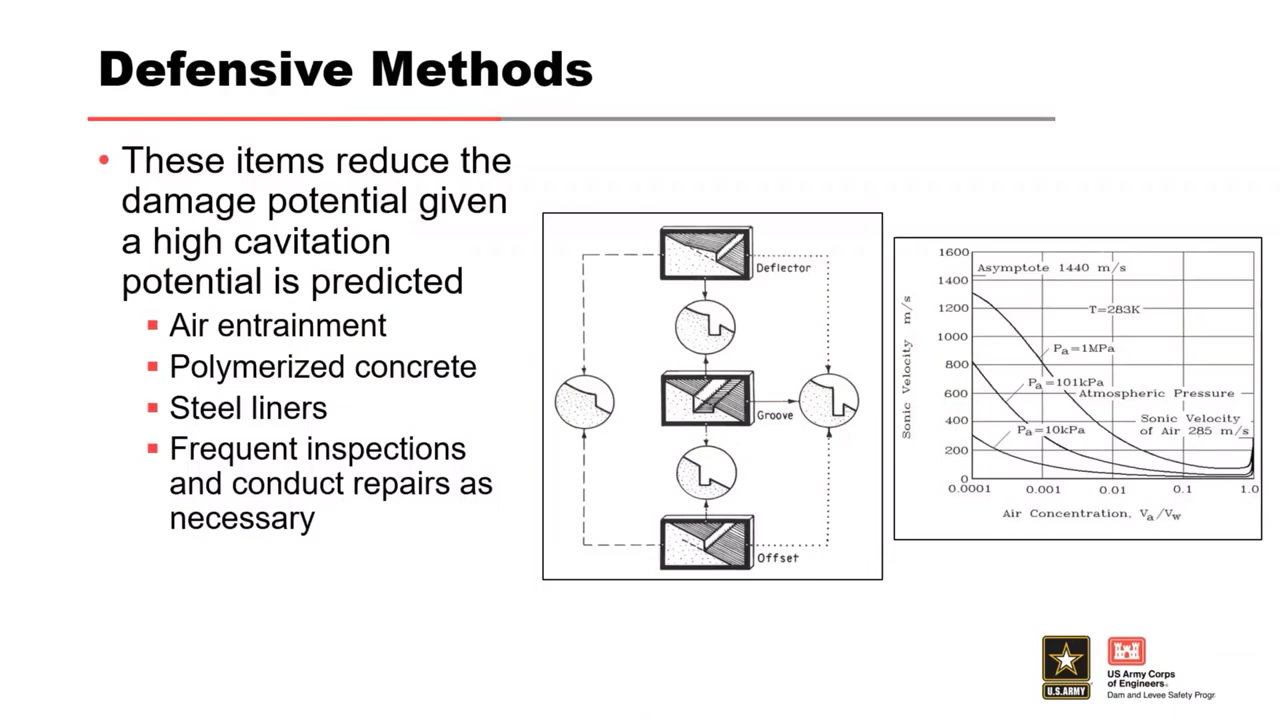 Defensive Methods
• These items reduce the
damage potential given
a high cavitation
potential is predicted
▪ Air entrainment
▪ Polymerized concrete
▪ Steel liners
▪ Frequent inspections
and conduct repairs as
necessary
Deflector
Groove
Offset
1600
1400
1200
1000
800
600
400
200
0
Sonic Velocity m/s
Asymptote 1440 m/s
T=283K
Pa=1MPa
Pa=101kPa
Atmospheric Pressure
Pa=10kPa
Sonic Velocity
of Air 285 m/s
0.0001 0.001 0.01 0.1 1.0
Air Concentration, Va/Vw
U.S.ARMY
US Army Corps
of Engineers®
Dam and Levee Safety Progr